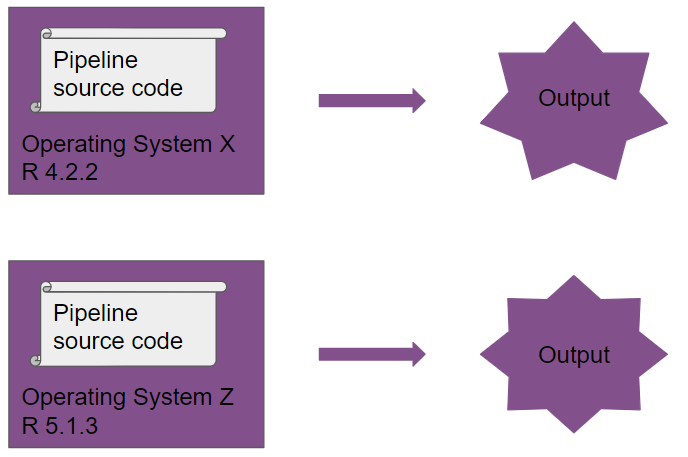 Pipeline
source code
Operating System X
R 4.2.2
Output
Pipeline
source code
Operating System Z
R 5.1.3
Output